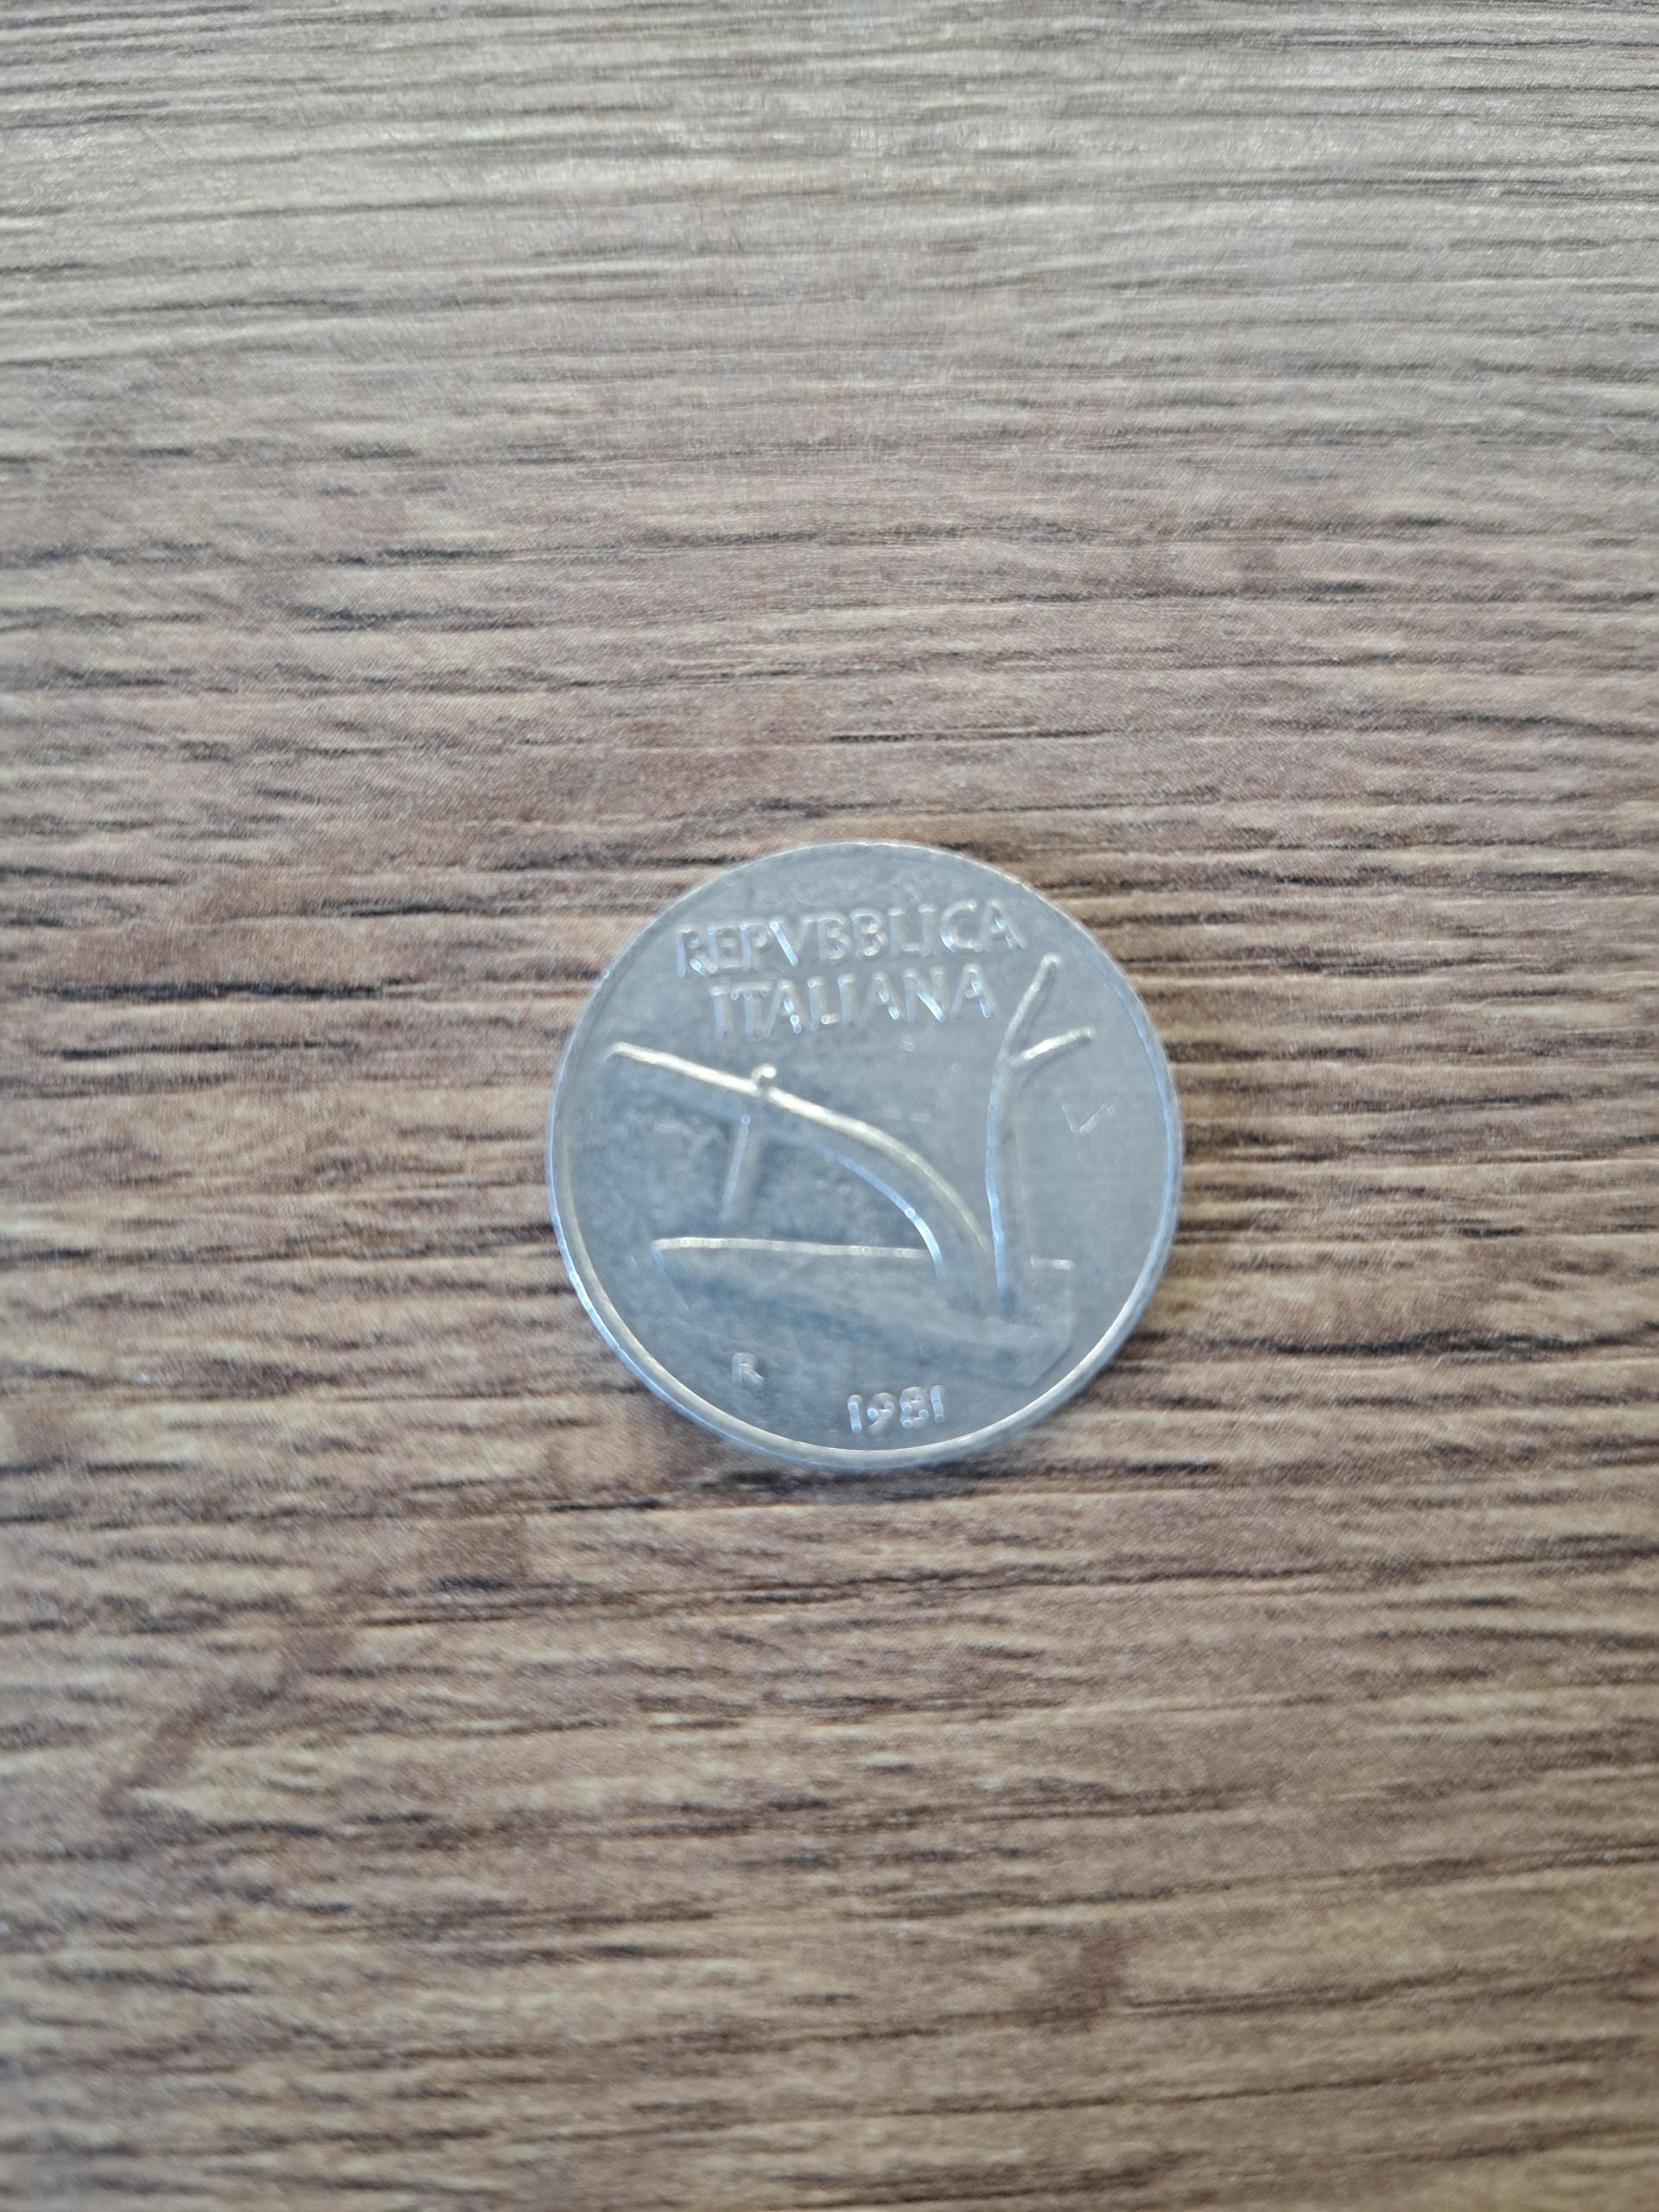 REPVBBLICA
ITALIANA
R
1981